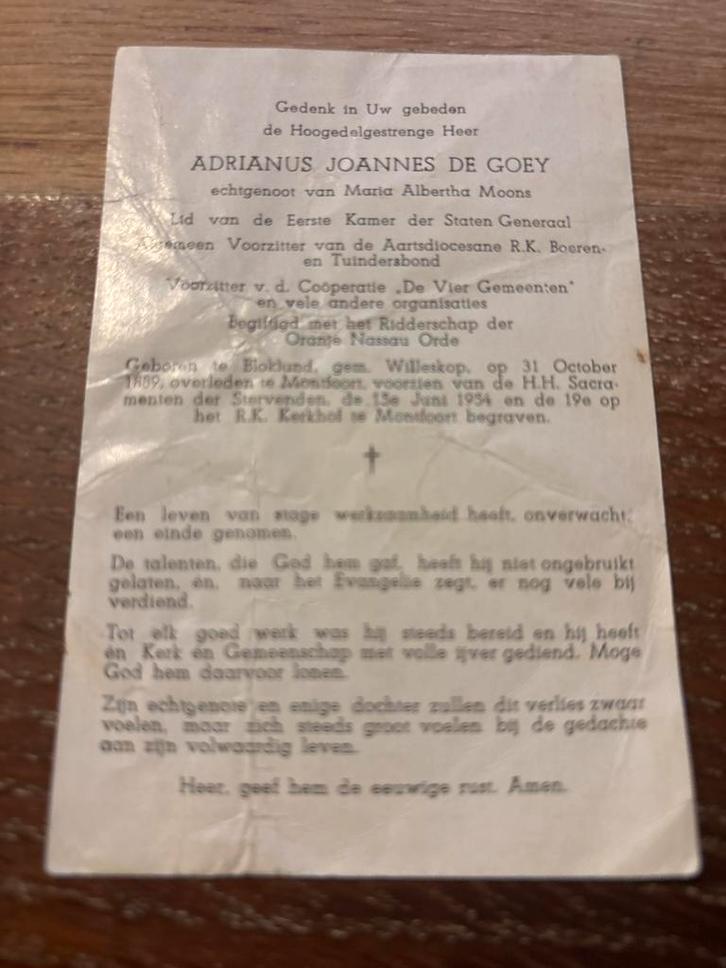 Gedenk in Uw gebeden
de Hoogedelgestrenge Heer
ADRIANUS JOANNES DE GOEY
echtgenoot van Maria Albertha Moons
Lid van de Eerste Kamer der Staten Generaal
Algemeen Voorzitter van de Aartsdiocesane R.K. Boeren-
en Tuindersbond
Voorzitter v. d. Coöperatie „De Vier Gemeenten"
en vele andere organisaties
Begiftigd met het Ridderschap der
Oranje Nassau Orde
Geboren te Bloklund, gem. Willeskop, op 31 October
1889, overleden te Montfoort, voorzien van de H.H. Sacra-
menten der Stervenden, de 15e Juni 1954 en de 19e op
het R.K. Kerkhof te Montfoort begraven.
Een leven van stage werkzaamheid heeft, onverwacht,
een einde genomen.
De talenten, die God hem gaf, heeft hij niet ongebruikt
gelaten, én, naar het Evangelie zegt, er nog vele bij
verdiend.
Tot elk goed werk was hij steeds bereid en hij heeft
én Kerk én Gemeenschap met volle ijver gediend. Moge
God hem daarvoor lonen.
Zijn echtgenote en enige dochter zullen dit verlies zwaar
voelen, maar zich steeds groot voelen bij de gedachte
aan zijn volwaardig leven.
Heer, geef hem de eeuwige rust. Amen.